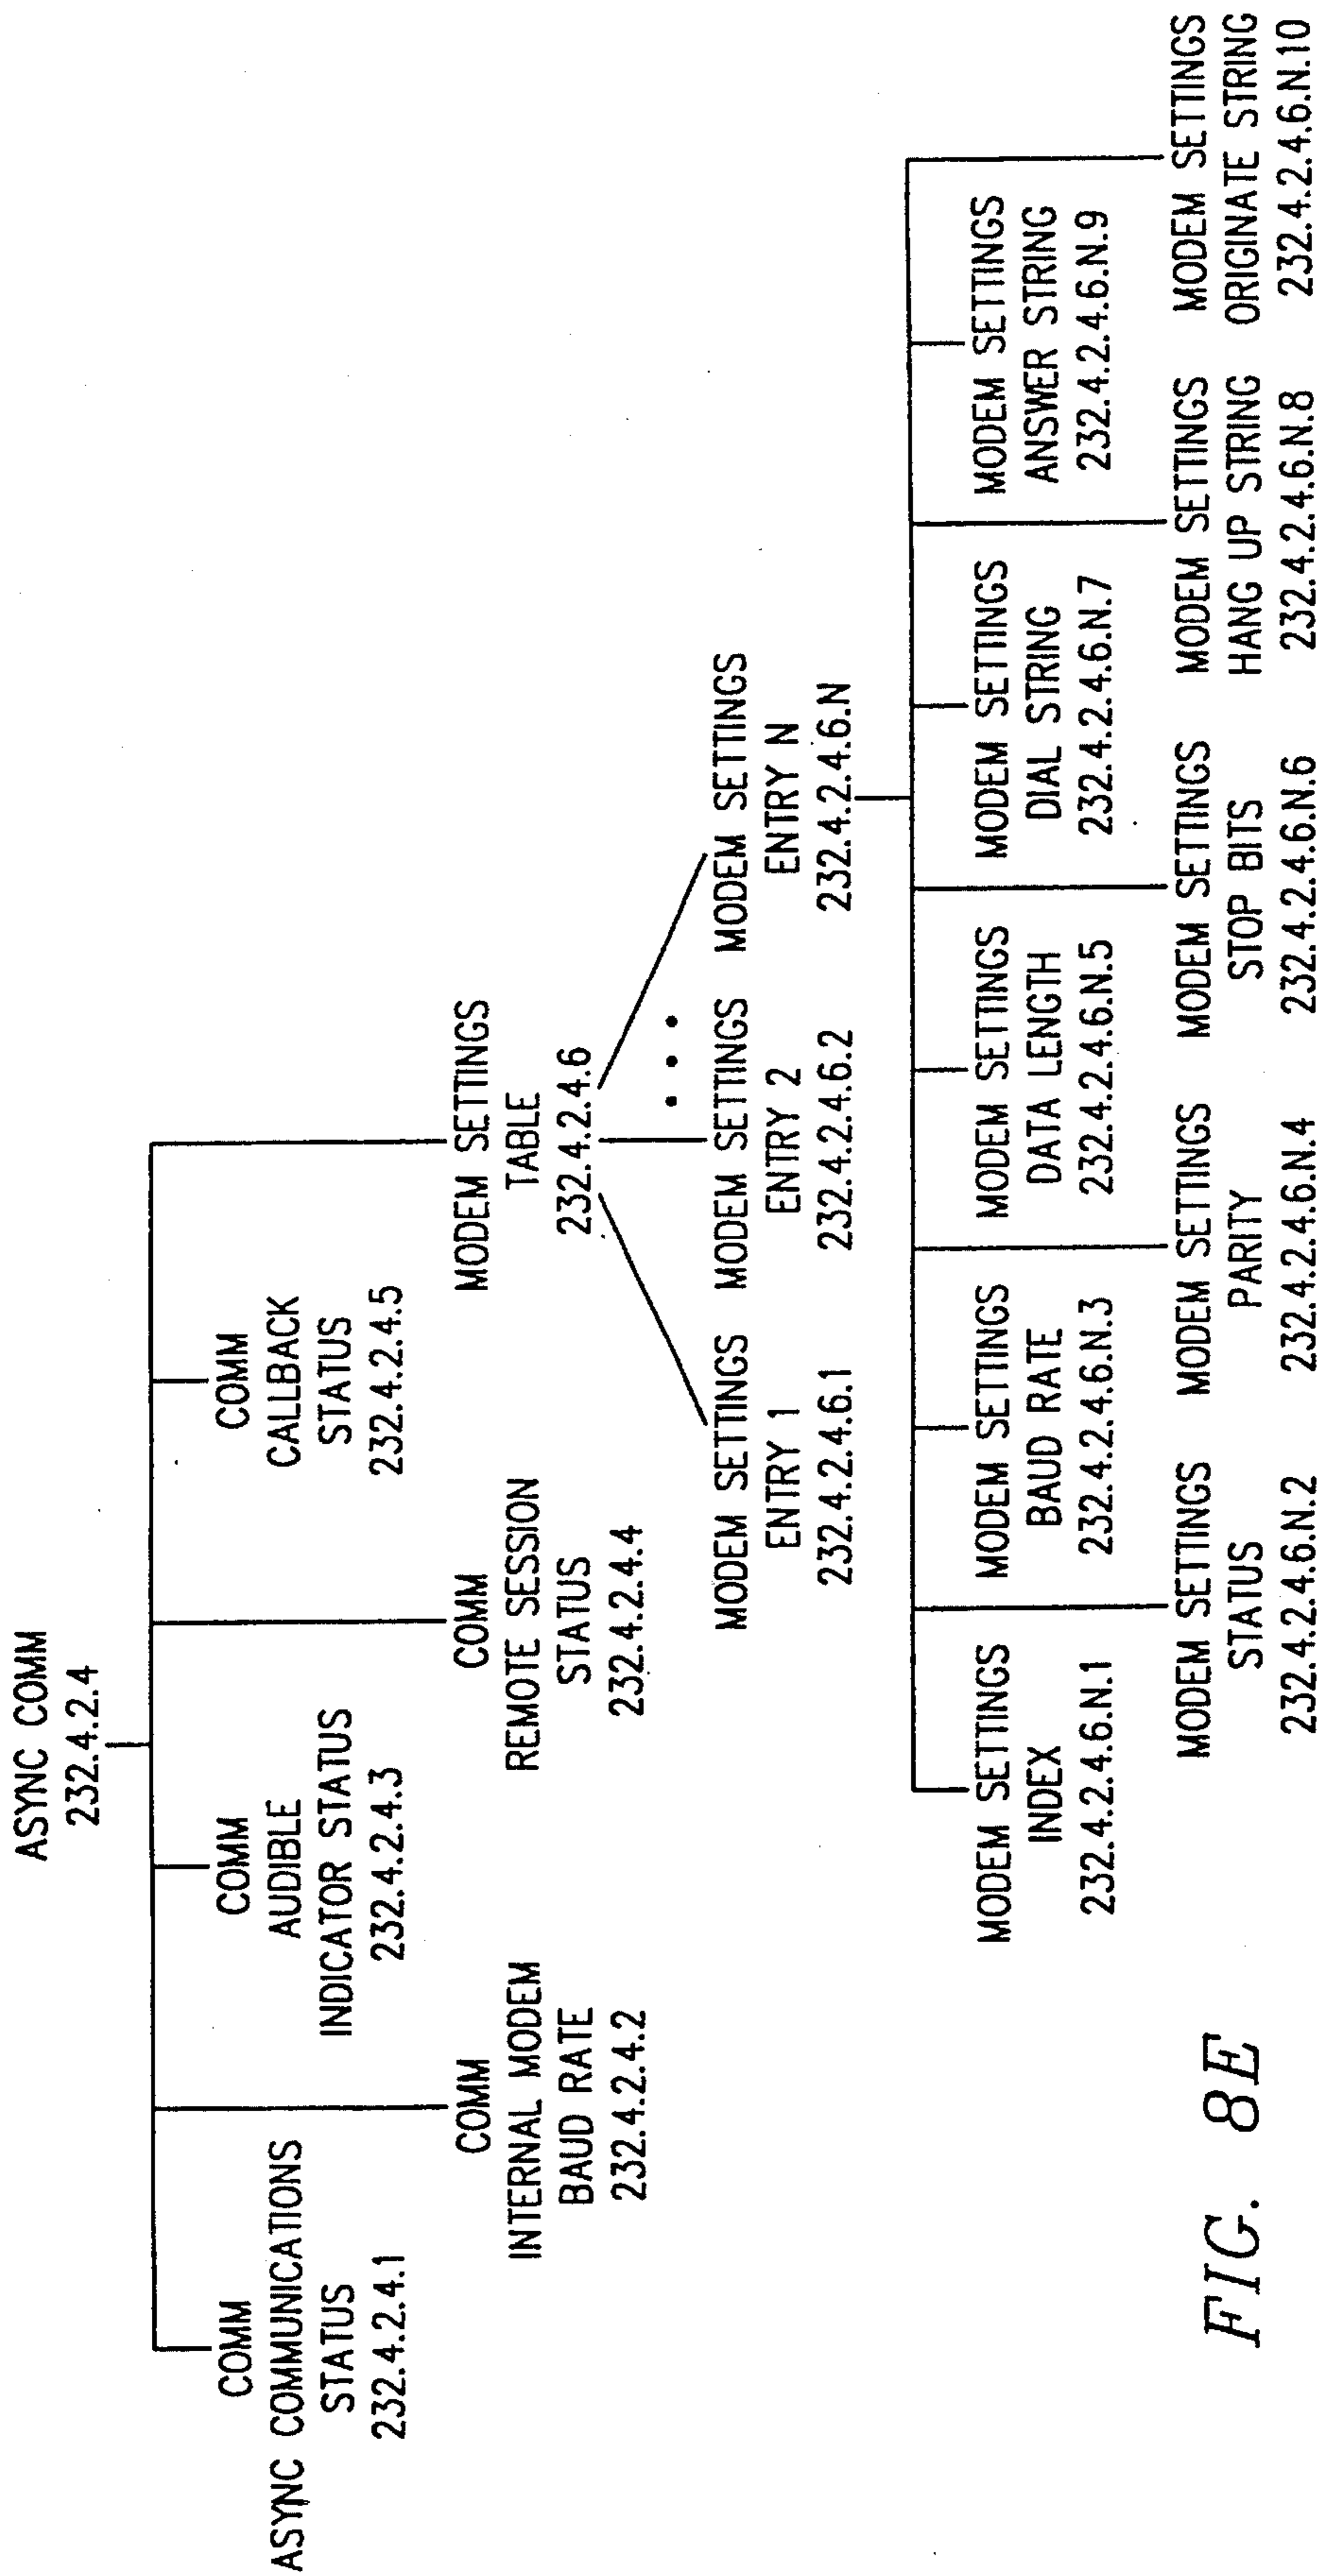 ASYNC COMM
232.4.2.4
COMM
ASYNC COMMUNICATIONS
STATUS
232.4.2.4.1
COMM
INTERNAL MODEM
BAUD RATE
232.4.2.4.2
COMM
AUDIBLE
INDICATOR STATUS
232.4.2.4.3
COMM
REMOTE SESSION
STATUS
232.4.2.4.4
COMM
CALLBACK
STATUS
232.4.2.4.5
MODEM SETTINGS
TABLE
232.4.2.4.6
MODEM SETTINGS
ENTRY 1
232.4.2.4.6.1
MODEM SETTINGS
ENTRY 2
232.4.2.4.6.2
• • •
MODEM SETTINGS
ENTRY N
232.4.2.4.6.N
MODEM SETTINGS
INDEX
232.4.2.4.6.N.1
MODEM SETTINGS
STATUS
232.4.2.4.6.N.2
MODEM SETTINGS
BAUD RATE
232.4.2.4.6.N.3
MODEM SETTINGS
PARITY
232.4.2.4.6.N.4
MODEM SETTINGS
DATA LENGTH
232.4.2.4.6.N.5
MODEM SETTINGS
STOP BITS
232.4.2.4.6.N.6
MODEM SETTINGS
DIAL STRING
232.4.2.4.6.N.7
MODEM SETTINGS
HANG UP STRING
232.4.2.4.6.N.8
MODEM SETTINGS
ANSWER STRING
232.4.2.4.6.N.9
MODEM SETTINGS
ORIGINATE STRING
232.4.2.4.6.N.10
FIG. 8E